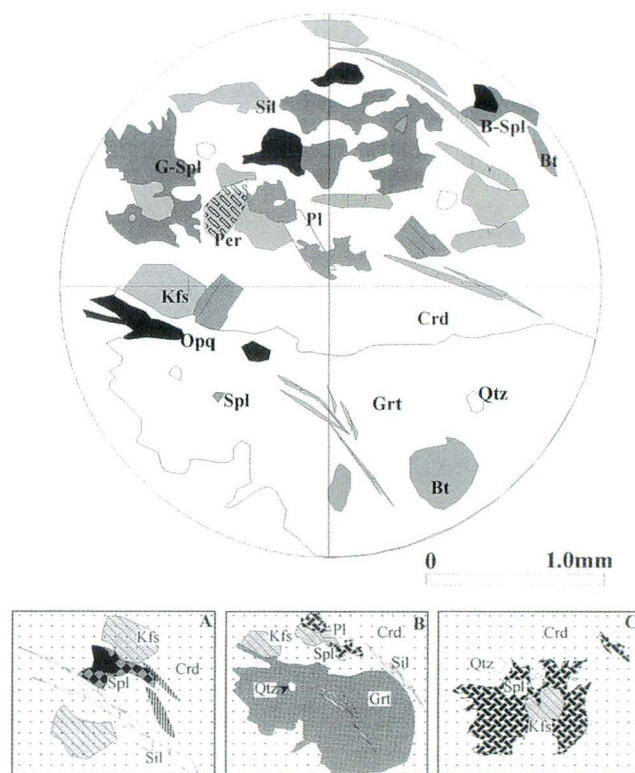 Sil
B-Spl
Bt
G-Spl
Pl
Per
Kfs
Crd
Opq
Spl
Grt
Qtz
Bt
0 1.0mm
A
Kfs
Crd
Spl
Sil
B
Kfs
Pl
Crd.
Spl
Sil
Qtz
Grt
C
Crd
Qtz
Spl
Kfs